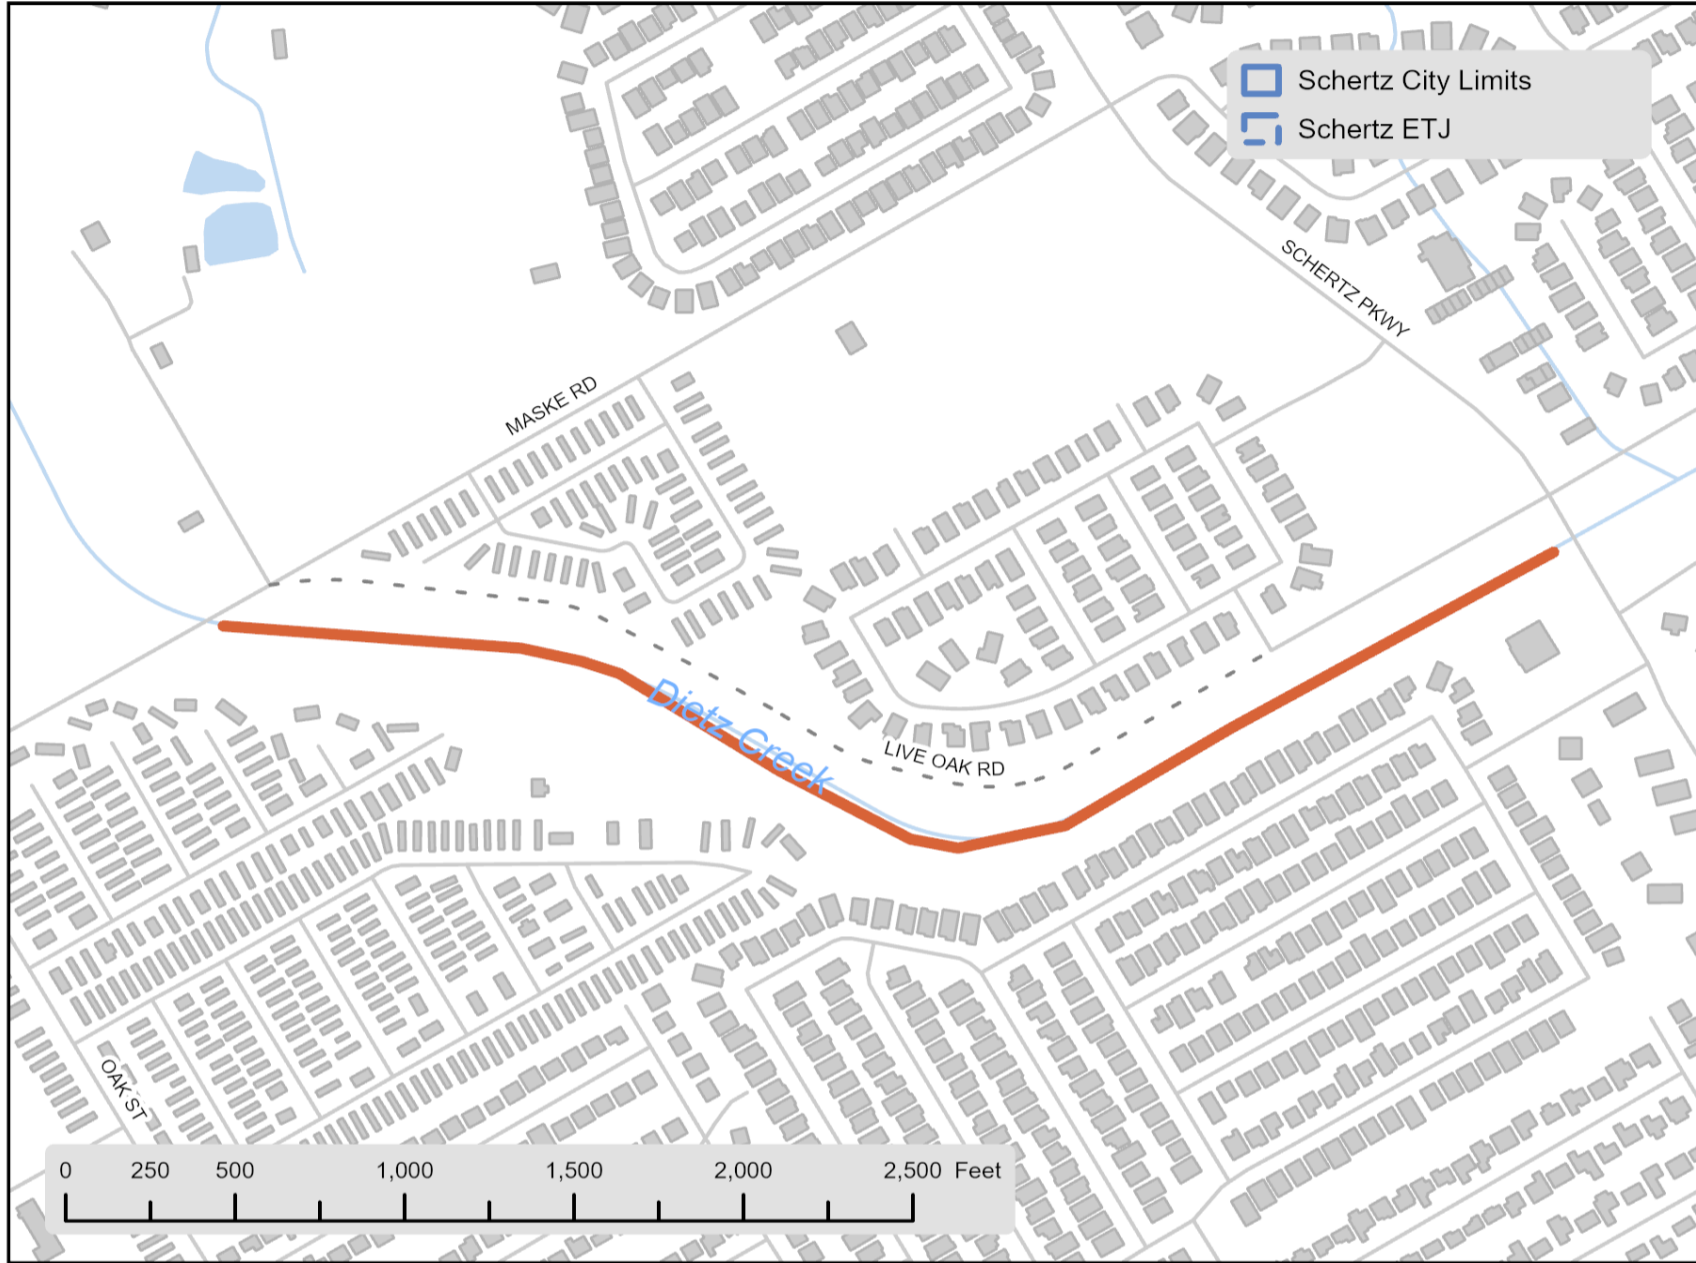 Schertz City Limits
Schertz ETJ
SCHERTZ PKWY
MASKE RD
Dietz Creek
LIVE OAK RD
OAK ST
0 250 500 1,000 1,500 2,000 2,500 Feet